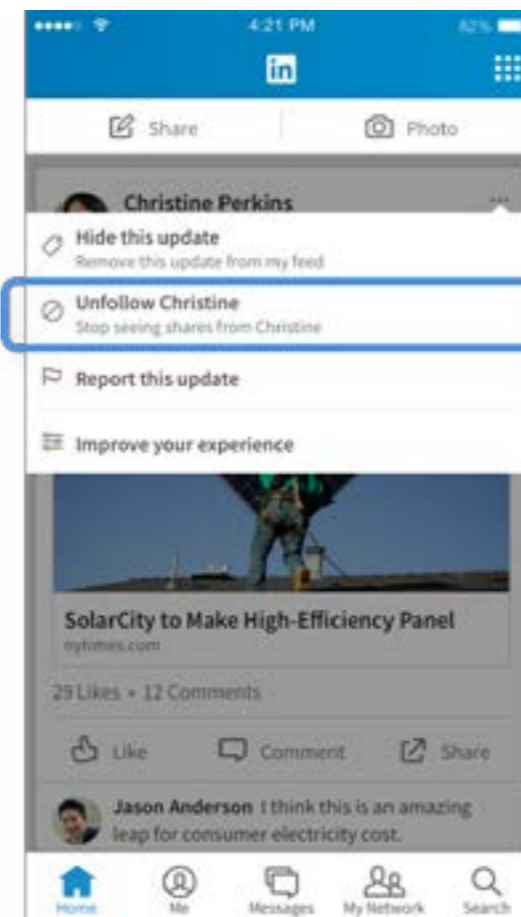 4:21 PM
82%
in
Share
Photo
Christine Perkins
Hide this update
Remove this update from my feed
Unfollow Christine
Stop seeing shares from Christine
Report this update
Improve your experience
SolarCity to Make High-Efficiency Panel
nytimes.com
29 Likes • 12 Comments
Like
Comment
Share
Jason Anderson I think this is an amazing
leap for consumer electricity cost.
Home
Me
Messages
My Network
Search